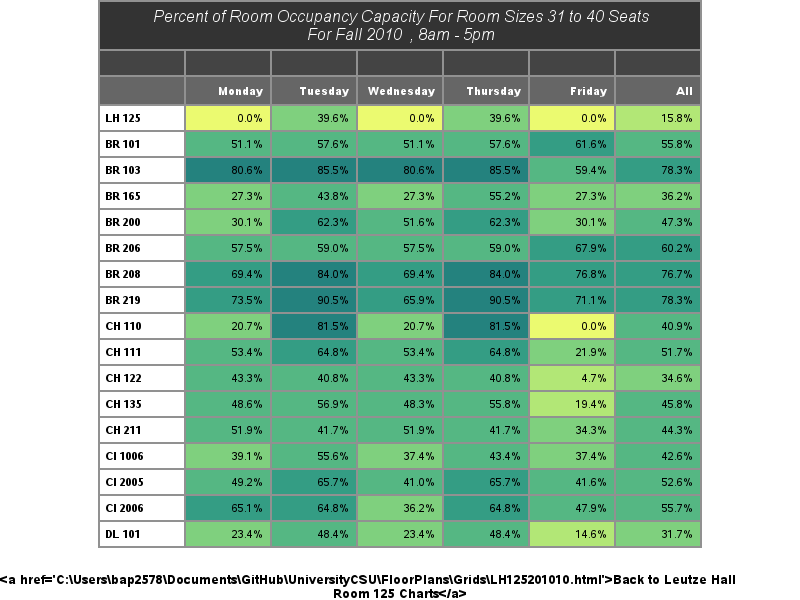 Percent of Room Occupancy Capacity For Room Sizes 31 to 40 Seats
For Fall 2010 , 8am - 5pm
Monday Tuesday Wednesday Thursday Friday All
LH 125 0.0% 39.6% 0.0% 39.6% 0.0% 15.8%
BR 101 51.1% 57.6% 51.1% 57.6% 61.6% 55.8%
BR 103 80.6% 85.5% 80.6% 85.5% 59.4% 78.3%
BR 165 27.3% 43.8% 27.3% 55.2% 27.3% 36.2%
BR 200 30.1% 62.3% 51.6% 62.3% 30.1% 47.3%
BR 206 57.5% 59.0% 57.5% 59.0% 67.9% 60.2%
BR 208 69.4% 84.0% 69.4% 84.0% 76.8% 76.7%
BR 219 73.5% 90.5% 65.9% 90.5% 71.1% 78.3%
CH 110 20.7% 81.5% 20.7% 81.5% 0.0% 40.9%
CH 111 53.4% 64.8% 53.4% 64.8% 21.9% 51.7%
CH 122 43.3% 40.8% 43.3% 40.8% 4.7% 34.6%
CH 135 48.6% 56.9% 48.3% 55.8% 19.4% 45.8%
CH 211 51.9% 41.7% 51.9% 41.7% 34.3% 44.3%
CI 1006 39.1% 55.6% 37.4% 43.4% 37.4% 42.6%
CI 2005 49.2% 65.7% 41.0% 65.7% 41.6% 52.6%
CI 2006 65.1% 64.8% 36.2% 64.8% 47.9% 55.7%
DL 101 23.4% 48.4% 23.4% 48.4% 14.6% 31.7%
<a href='C:\Users\bap2578\Documents\GitHub\UniversityCSU\FloorPlans\Grids\LH125201010.html'>Back to Leutze Hall
Room 125 Charts</a>